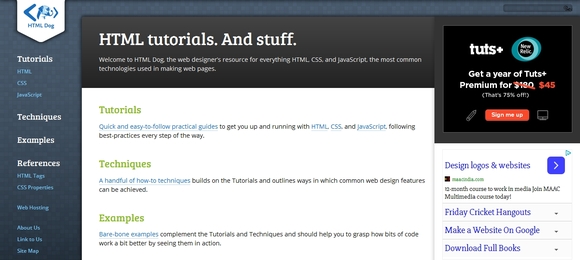 HTML Dog
Tutorials
HTML
CSS
JavaScript
Techniques
Examples
References
HTML Tags
CSS Properties
Web Hosting
About Us
Link to Us
Site Map
HTML tutorials. And stuff.
Welcome to HTML Dog, the web designer's resource for everything HTML, CSS, and JavaScript, the most common
technologies used in making web pages.
Tutorials
Quick and easy-to-follow practical guides to get you up and running with HTML, CSS, and JavaScript, following
best-practices every step of the way.
Techniques
A handful of how-to techniques builds on the Tutorials and outlines ways in which common web design features
can be achieved.
Examples
Bare-bone examples complement the Tutorials and Techniques and should help you to grasp how bits of code
work a bit better by seeing them in action.
tuts+
New
Relic.
Get a year of Tuts+
Premium for $180 $45
(That's 75% off!)
Sign me up
Design logos & websites
maacindia.com
12-month course to work in media Join MAAC
Multimedia course today!
Friday Cricket Hangouts
Make a Website On Google
Download Full Books